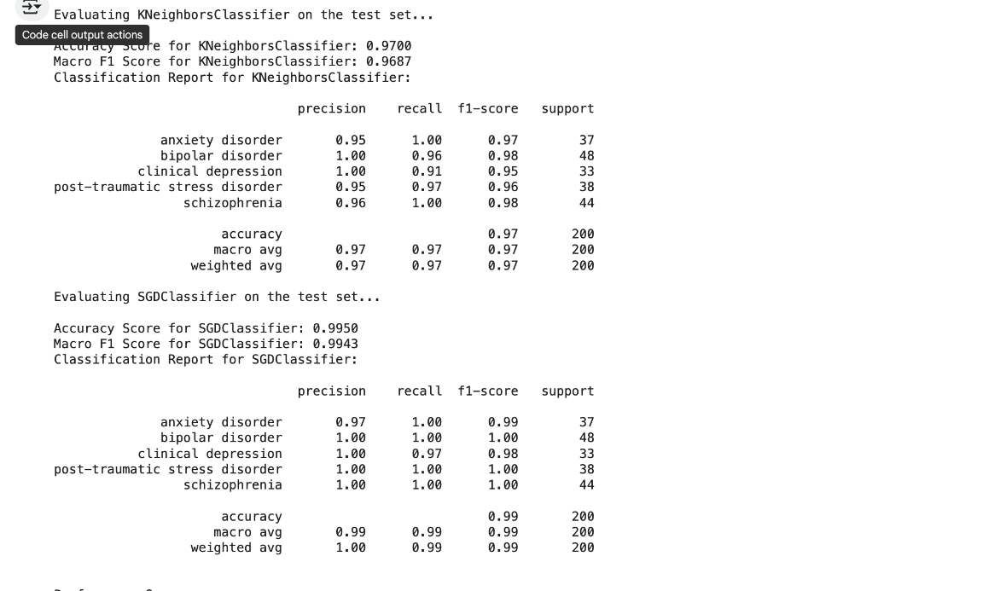 Evaluating KNeighborsClassifier on the test set...
Code cell output actions
Accuracy Score for KNeighborsClassifier: 0.9700
Macro F1 Score for KNeighborsClassifier: 0.9687
Classification Report for KNeighborsClassifier:
precision recall f1-score support
anxiety disorder 0.95 1.00 0.97 37
bipolar disorder 1.00 0.96 0.98 48
clinical depression 1.00 0.91 0.95 33
post-traumatic stress disorder 0.95 0.97 0.96 38
schizophrenia 0.96 1.00 0.98 44
accuracy 0.97 200
macro avg 0.97 0.97 0.97 200
weighted avg 0.97 0.97 0.97 200
Evaluating SGDClassifier on the test set...
Accuracy Score for SGDClassifier: 0.9950
Macro F1 Score for SGDClassifier: 0.9943
Classification Report for SGDClassifier:
precision recall f1-score support
anxiety disorder 0.97 1.00 0.99 37
bipolar disorder 1.00 1.00 1.00 48
clinical depression 1.00 0.97 0.98 33
post-traumatic stress disorder 1.00 1.00 1.00 38
schizophrenia 1.00 1.00 1.00 44
accuracy 0.99 200
macro avg 0.99 0.99 0.99 200
weighted avg 1.00 0.99 0.99 200